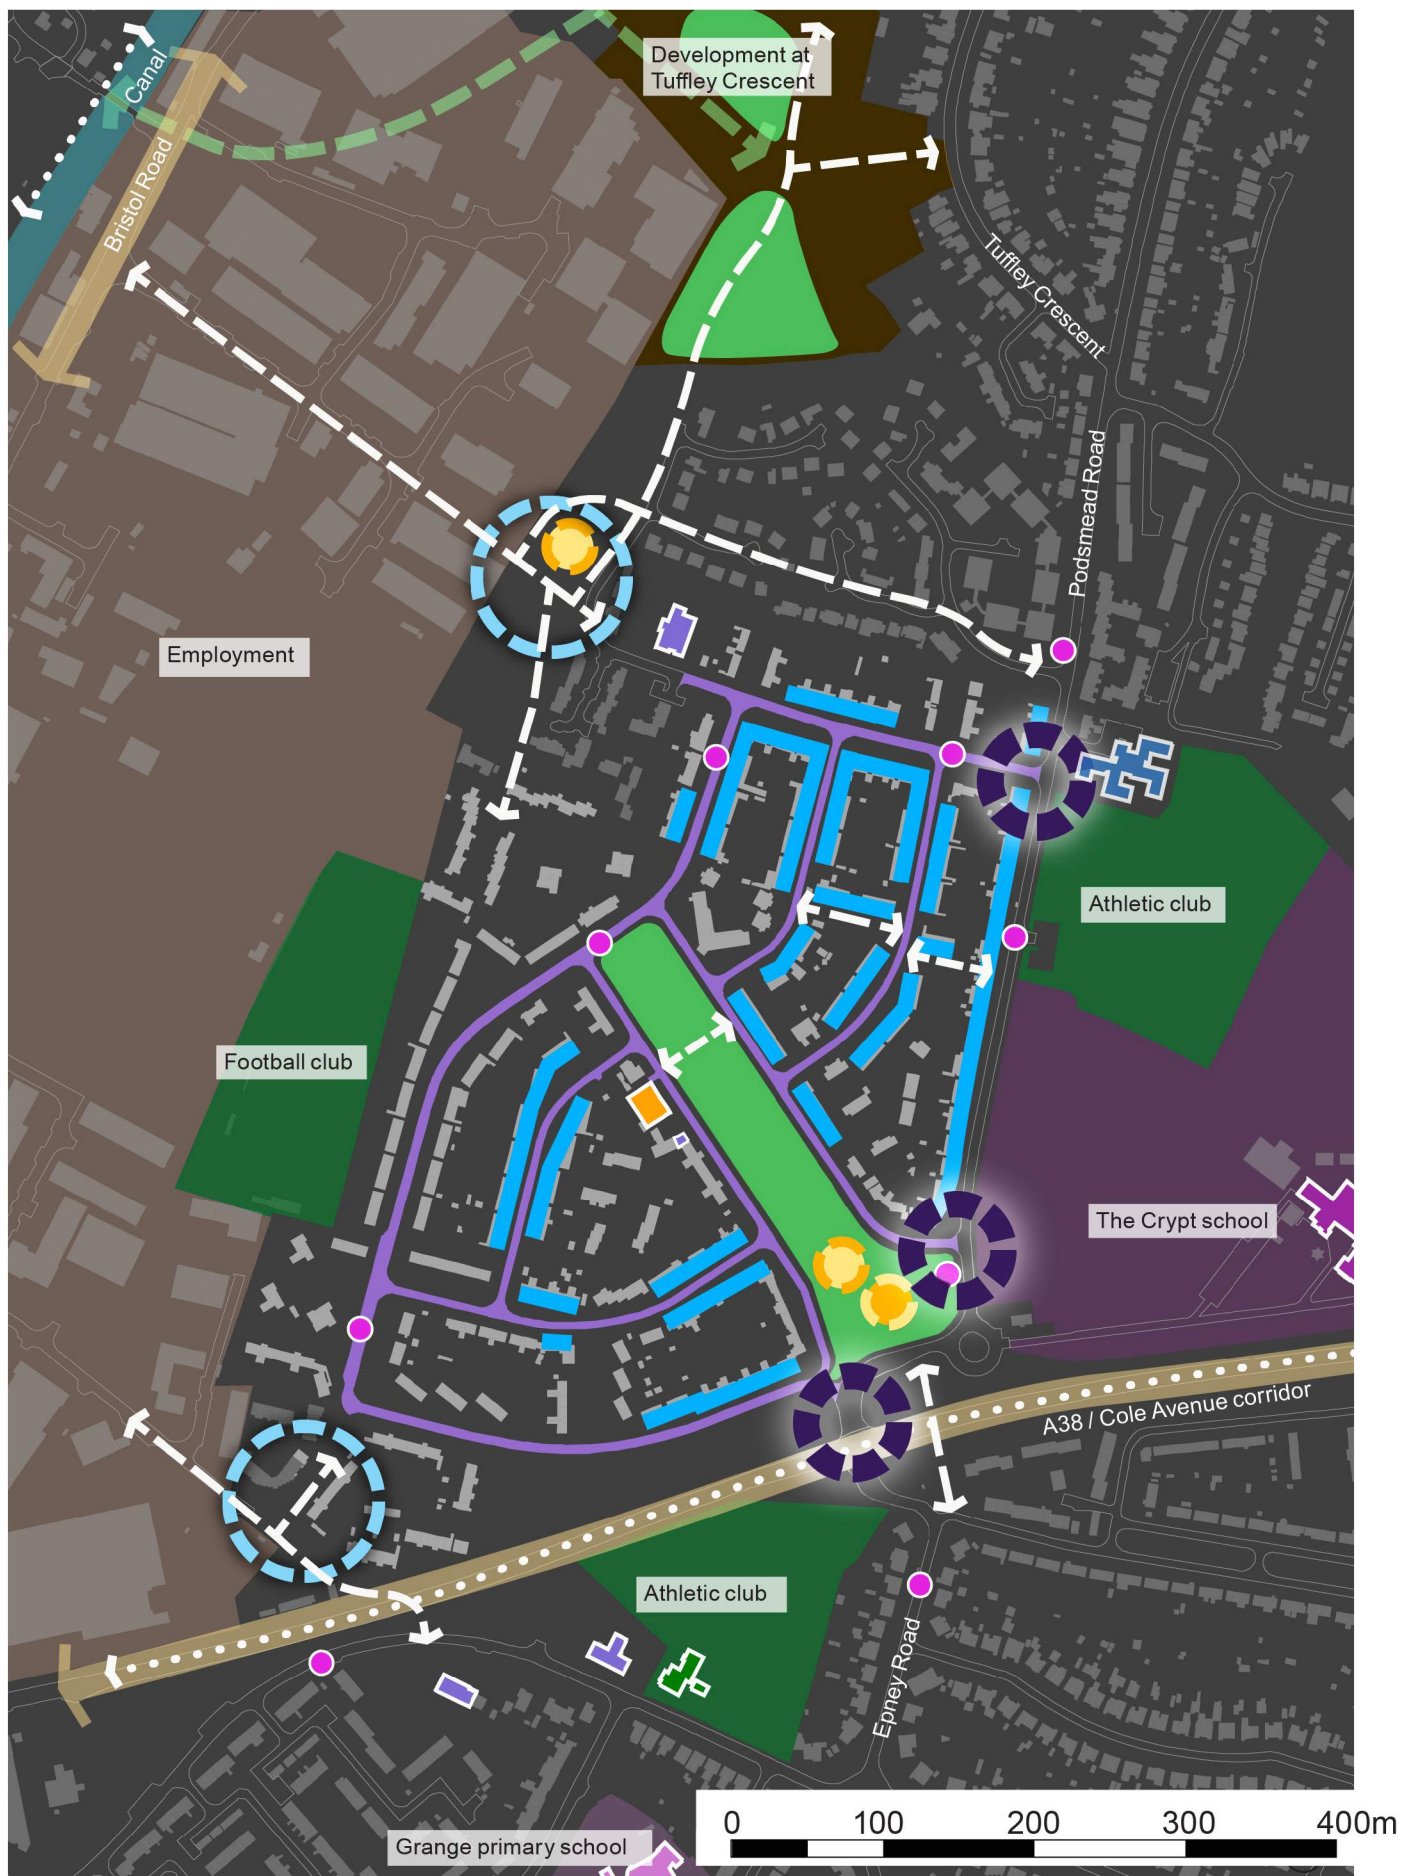 Development at
Tuffley Crescent
Canal
Bristol Road
Tuffley Crescent
Podsmead Road
Employment
Athletic club
Football club
The Crypt school
A38 / Cole Avenue corridor
Athletic club
Epney Road
Grange primary school
0 100 200 300 400m